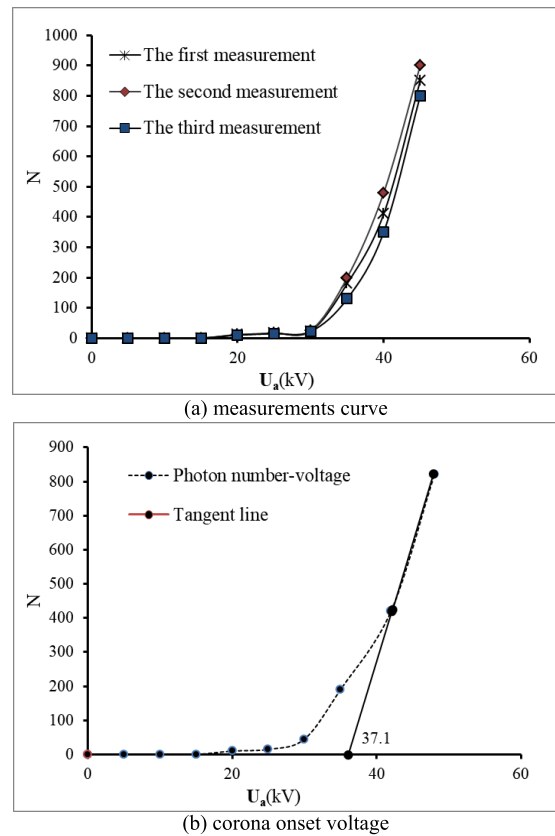 1000
900
800
700
600
500
400
300
200
100
0
N
The first measurement
The second measurement
The third measurement
0 20 40 60
Ua(kV)
(a) measurements curve
900
800
700
600
500
400
300
200
100
0
N
Photon number-voltage
Tangent line
37.1
0 20 40 60
Ua(kV)
(b) corona onset voltage